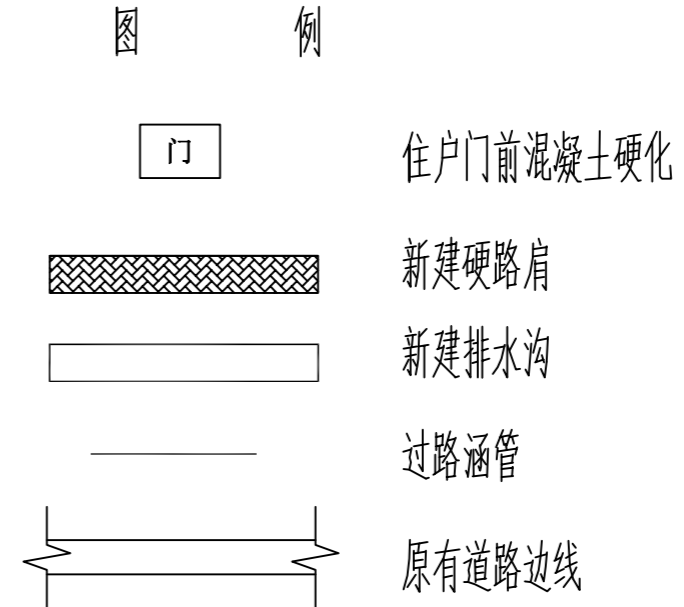 图 例
门 住户门前混凝土硬化
新建硬路肩
新建排水沟
过路涵管
原有道路边线